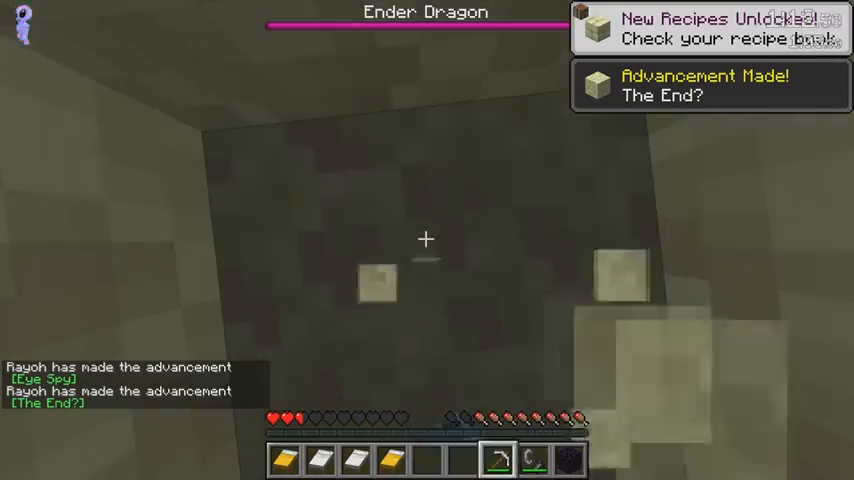 Ender Dragon
New Recipes Unlocked!
Check your recipe book
Advancement Made!
The End?
Rayoh has made the advancement
[Eye Spy]
Rayoh has made the advancement
[The End?]